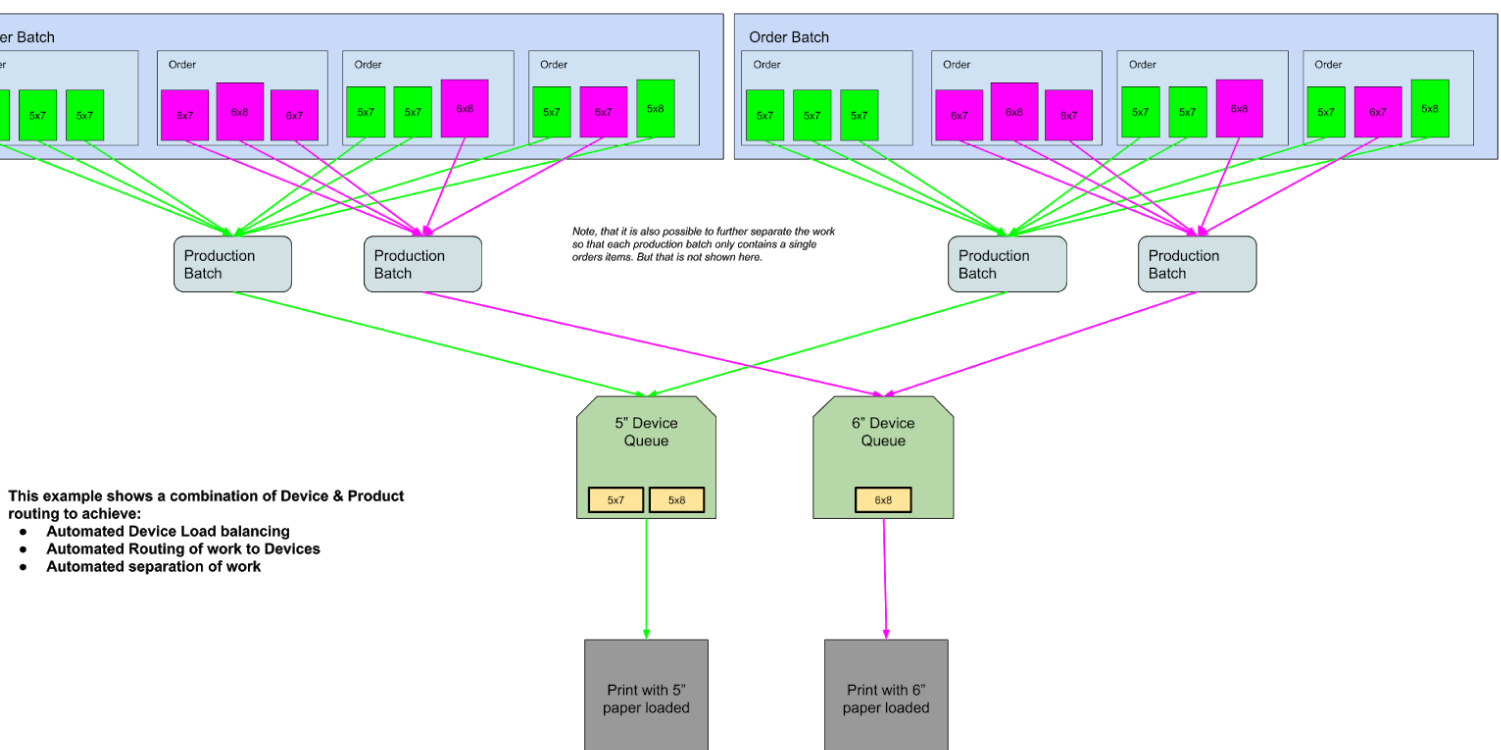 er Batch
Order Batch
er
Order
Order
Order
Order
Order
Order
Order
5x7
5x7
6x7
6x8
6x7
5x7
5x7
6x8
5x7
6x7
5x8
5x7
5x7
5x7
6x7
6x8
6x7
5x7
5x7
6x8
5x7
6x7
5x8
Note, that it is also possible to further separate the work
so that each production batch only contains a single
orders items. But that is not shown here.
Production
Batch
Production
Batch
Production
Batch
Production
Batch
5” Device
Queue
6” Device
Queue
5x7
5x8
6x8
This example shows a combination of Device & Product
routing to achieve:
● Automated Device Load balancing
● Automated Routing of work to Devices
● Automated separation of work
Print with 5”
paper loaded
Print with 6”
paper loaded